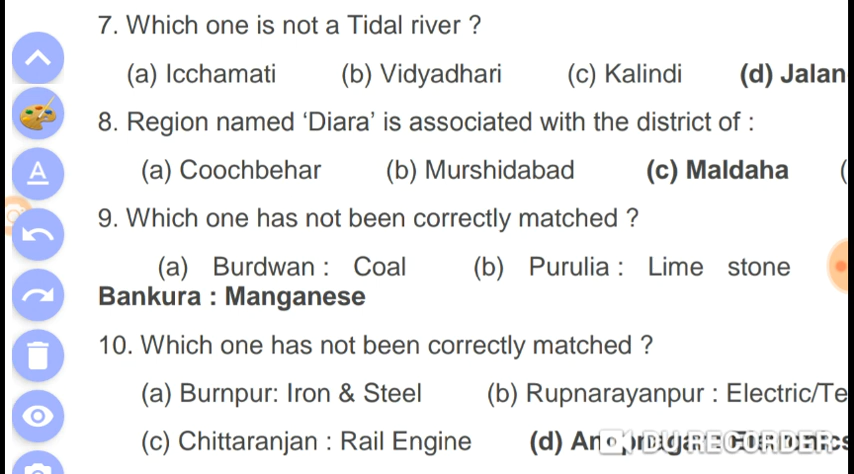 7. Which one is not a Tidal river ?
(a) Icchamati (b) Vidyadhari (c) Kalindi (d) Jalan
8. Region named ‘Diara’ is associated with the district of :
(a) Coochbehar (b) Murshidabad (c) Maldaha (
9. Which one has not been correctly matched ?
(a) Burdwan : Coal (b) Purulia : Lime stone
Bankura : Manganese
10. Which one has not been correctly matched ?
(a) Burnpur: Iron & Steel (b) Rupnarayanpur : Electric/Te
(c) Chittaranjan : Rail Engine (d)
DU RECORDER
A